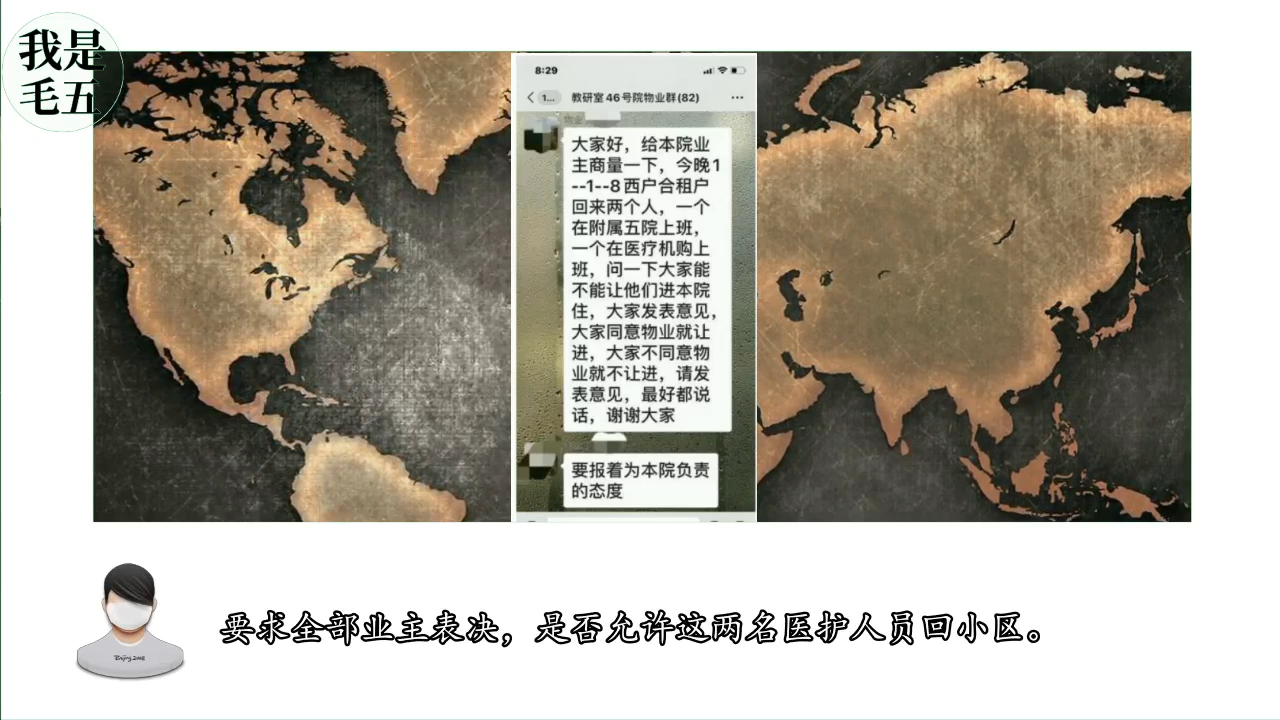 我是
毛五
8:29
1...
教研室46号院物业群(82)
大家好，给本院业
主商量一下，今晚1
--1--8西户合租户
回来两个人，一个
在附属五院上班，
一个在医疗机购上
班，问一下大家能
不能让他们进本院
住，大家发表意见，
大家同意物业就让
进，大家不同意物
业就不让进，请发
表意见，最好都说
话，谢谢大家
要报着为本院负责
的态度
Beijing 2008
要求全部业主表决，是否允许这两名医护人员回小区。